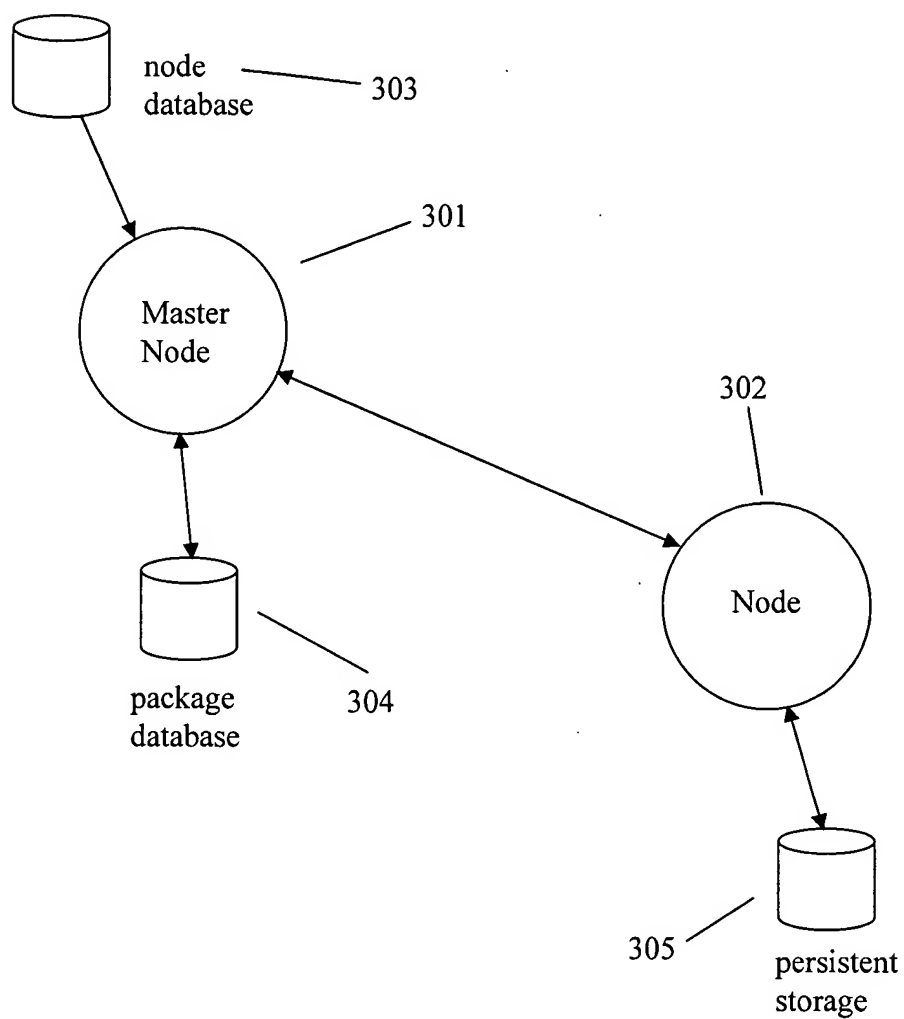 node
database
303
301
Master
Node
302
Node
package
database
304
305
persistent
storage